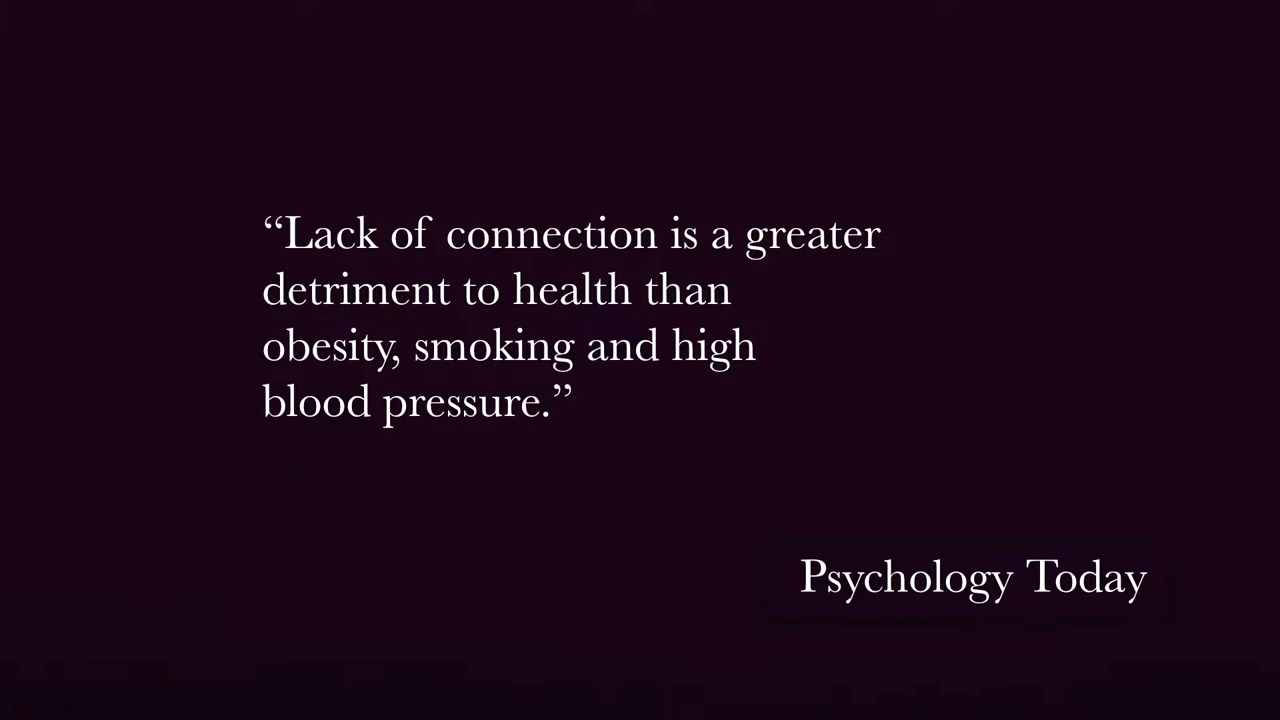 “Lack of connection is a greater
detriment to health than
obesity, smoking and high
blood pressure.”
Psychology Today